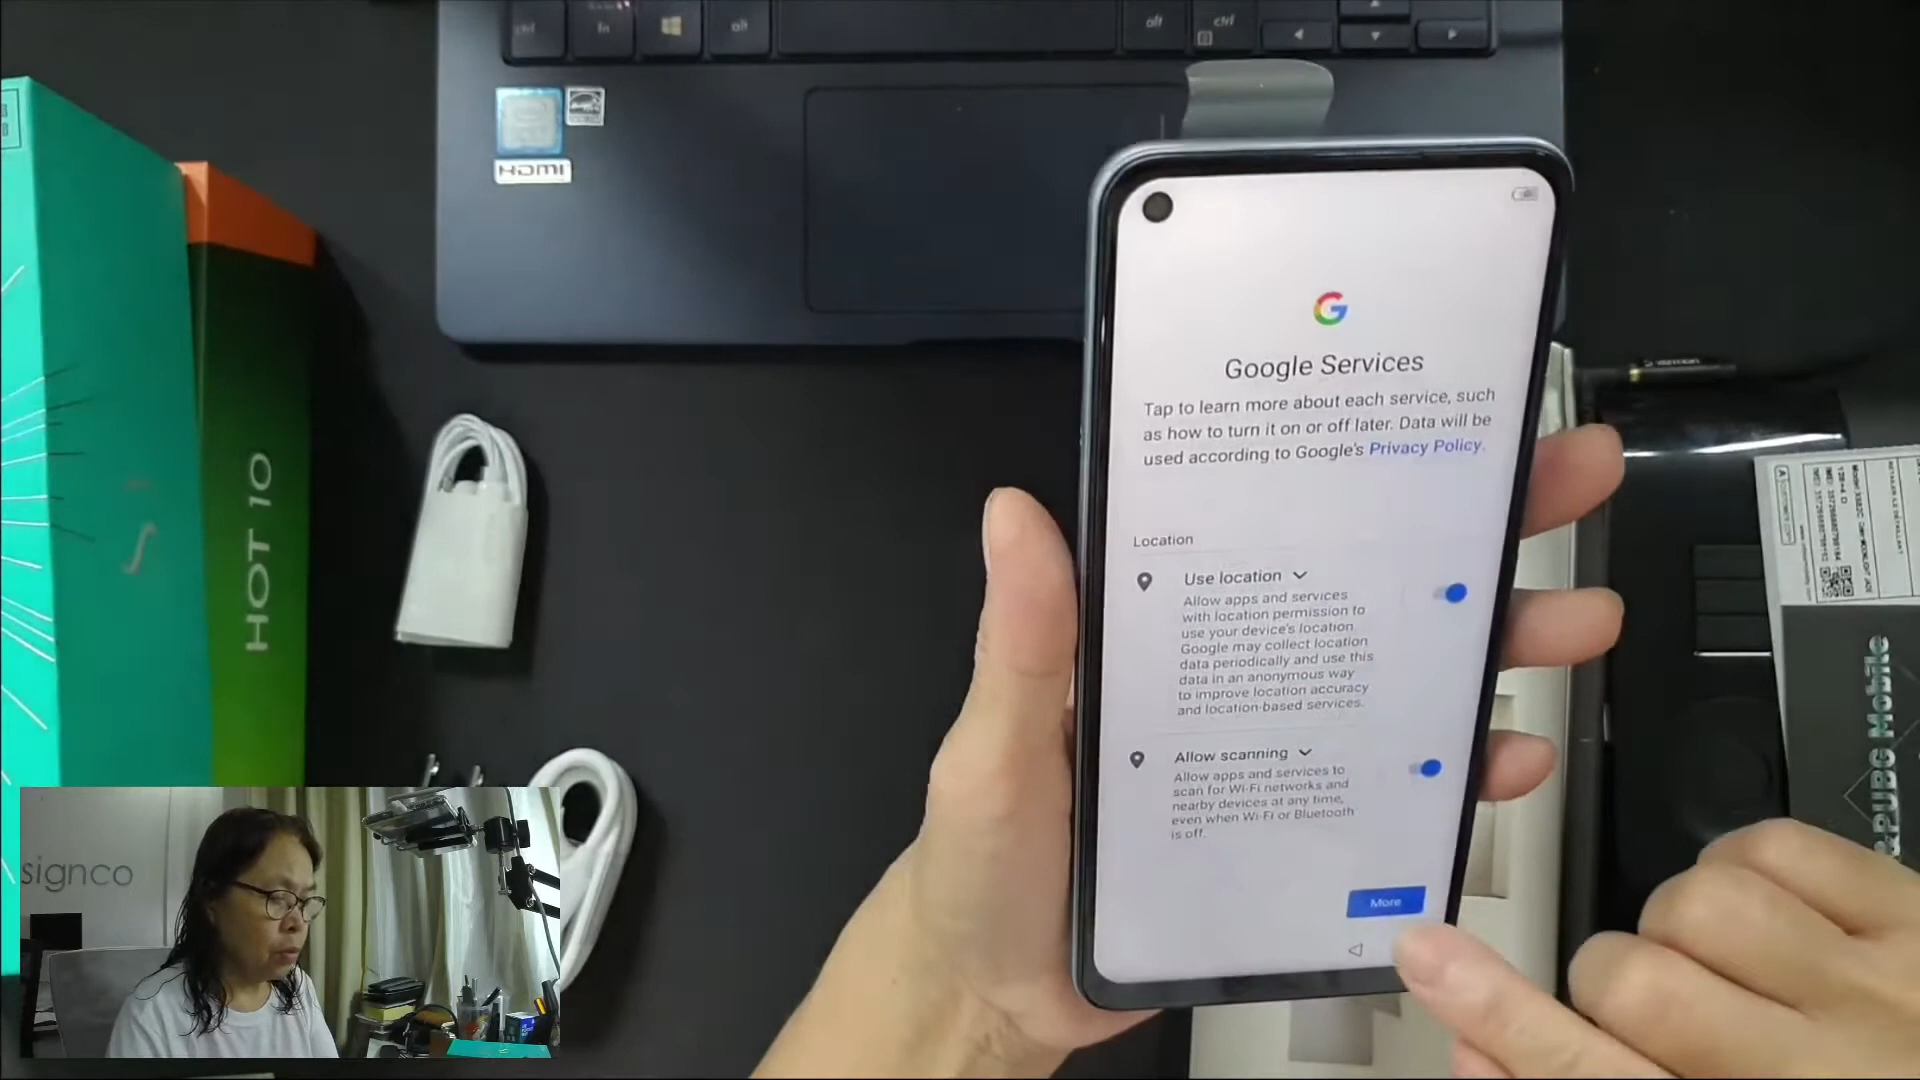 ctrl
fn
alt
alt
ctrl
HDMI
HOT 10
S
Google Services
Tap to learn more about each service, such
as how to turn it on or off later. Data will be
used according to Google's Privacy Policy.
Location
Use location
Allow apps and services
with location permission to
use your device's location.
Google may collect location
data periodically and use this
data in an anonymous way
to improve location accuracy
and location-based services.
Allow scanning
Allow apps and services to
scan for Wi-Fi networks and
nearby devices at any time,
even when Wi-Fi or Bluetooth
is off.
More
PUBG Mobile
signco